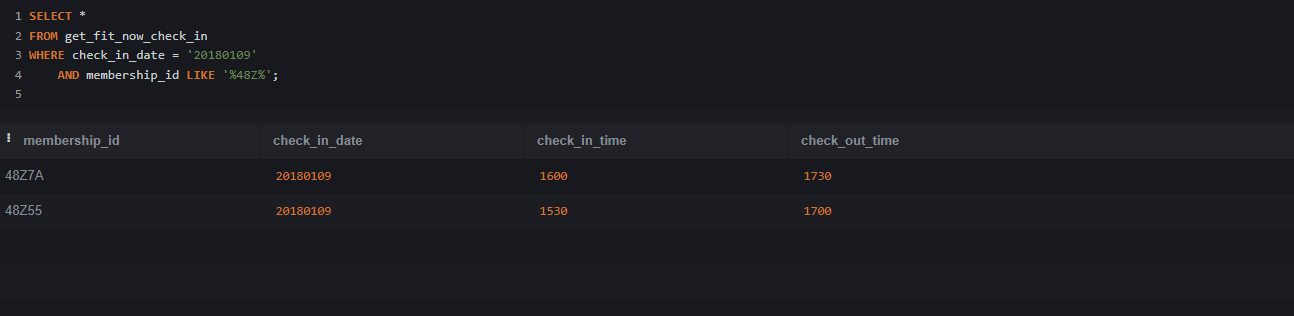 1 SELECT *
2 FROM get_fit_now_check_in
3 WHERE check_in_date = '20180109'
4     AND membership_id LIKE '%48Z%';
5
membership_id check_in_date check_in_time check_out_time
48Z7A 20180109 1600 1730
48Z55 20180109 1530 1700